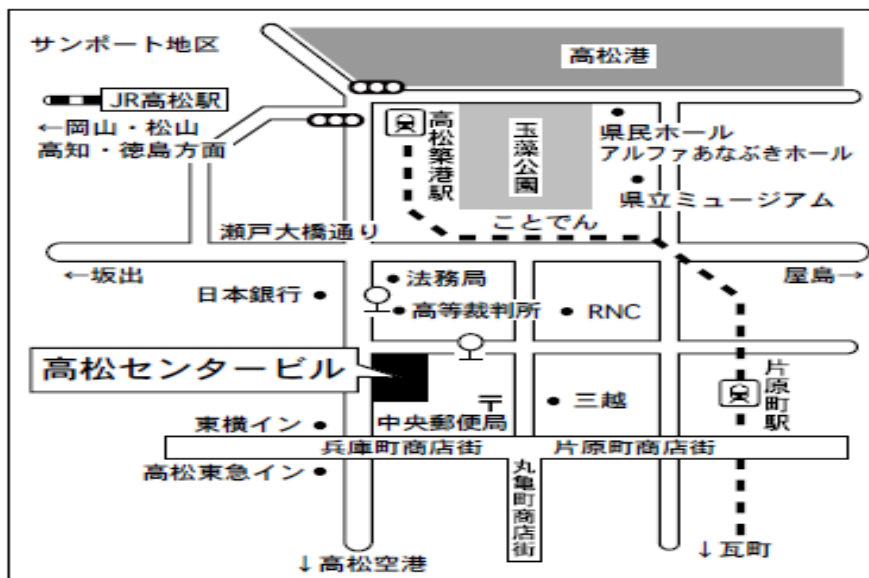 サンポート地区
高松港
JR高松駅
←岡山・松山
高知・徳島方面
高松築港駅
玉藻公園
県民ホール
アルファあなぶきホール
県立ミュージアム
ことでん
瀬戸大橋通り
←坂出
屋島→
法務局
日本銀行
高等裁判所
RNC
高松センタービル
片原町駅
三越
〒
中央郵便局
東横イン
兵庫町商店街
片原町商店街
高松東急イン
丸亀町商店街
↓高松空港
↓瓦町